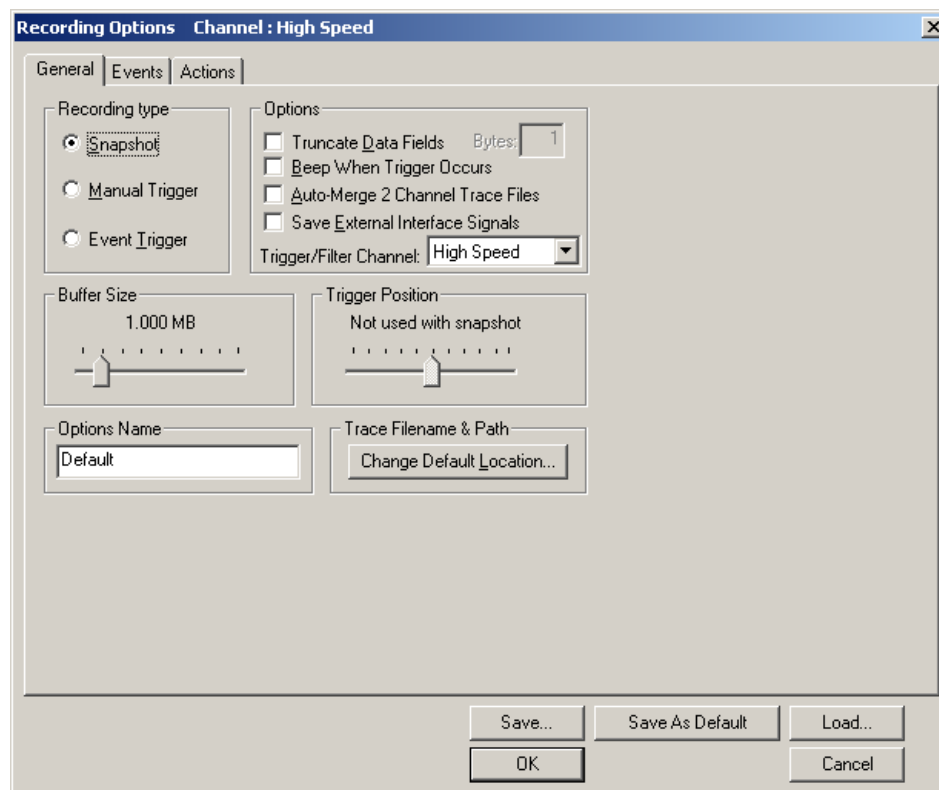 Recording Options Channel : High Speed
General Events Actions
Recording type
Snapshot
Manual Trigger
Event Trigger
Options
Truncate Data Fields Bytes: 1
Beep When Trigger Occurs
Auto-Merge 2 Channel Trace Files
Save External Interface Signals
Trigger/Filter Channel: High Speed
Buffer Size
1.000 MB
Trigger Position
Not used with snapshot
Options Name
Default
Trace Filename & Path
Change Default Location...
Save... Save As Default Load...
OK Cancel